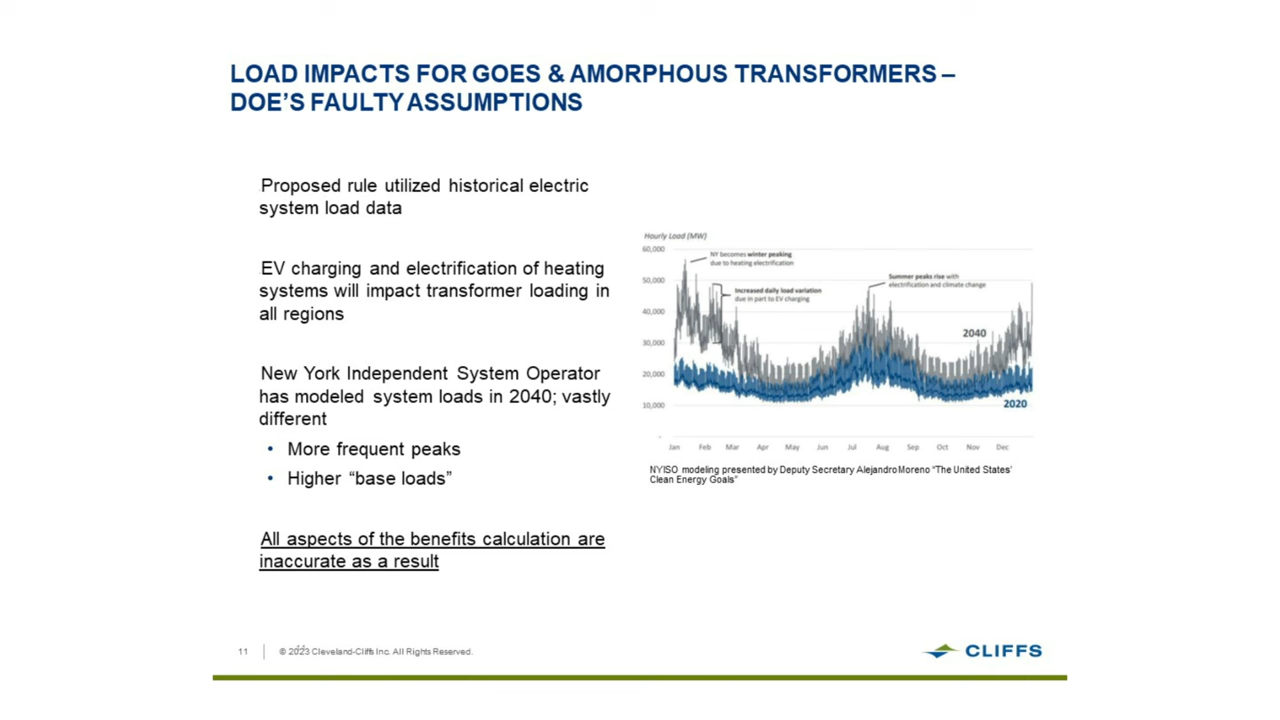 LOAD IMPACTS FOR GOES & AMORPHOUS TRANSFORMERS –
DOE’S FAULTY ASSUMPTIONS
Proposed rule utilized historical electric
system load data
EV charging and electrification of heating
systems will impact transformer loading in
all regions
New York Independent System Operator
has modeled system loads in 2040; vastly
different
• More frequent peaks
• Higher “base loads”
All aspects of the benefits calculation are
inaccurate as a result
Hourly Load (MW)
60,000
50,000
40,000
30,000
20,000
10,000
-
NY becomes winter peaking
due to heating electrification
Increased daily load variation
due in part to EV charging
Summer peaks rise with
electrification and climate change
2040
2020
Jan Feb Mar Apr May Jun Jul Aug Sep Oct Nov Dec
NYISO modeling presented by Deputy Secretary Alejandro Moreno “The United States’
Clean Energy Goals”
11
© 2023 Cleveland-Cliffs Inc. All Rights Reserved.
CLIFFS